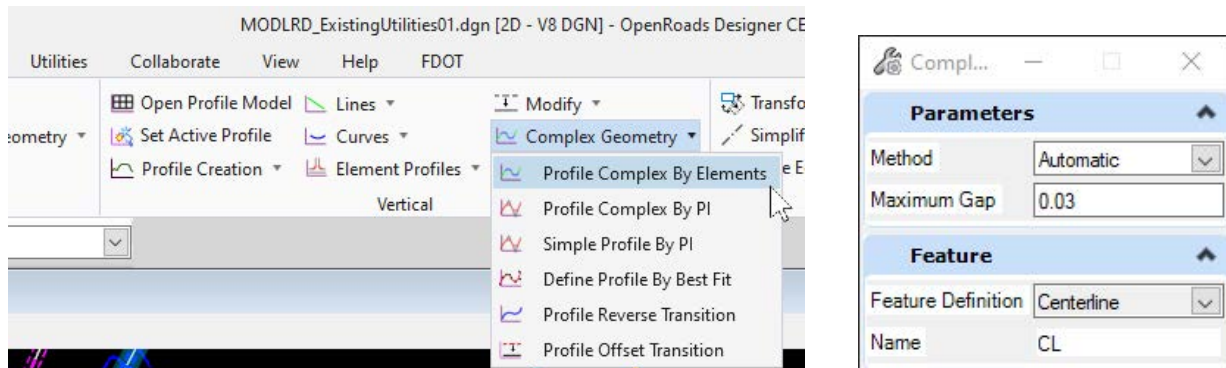 MODLRD_ExistingUtilities01.dgn [2D - V8 DGN] - OpenRoads Designer CE
Utilities Collaborate View Help FDOT
Open Profile Model Lines Modify Transfo
eometry Set Active Profile Curves Complex Geometry Simplif
Profile Creation Element Profiles e E
Vertical
Profile Complex By Elements
Profile Complex By PI
Simple Profile By PI
Define Profile By Best Fit
Profile Reverse Transition
Profile Offset Transition
Compl...
Parameters
Method Automatic
Maximum Gap 0.03
Feature
Feature Definition Centerline
Name CL